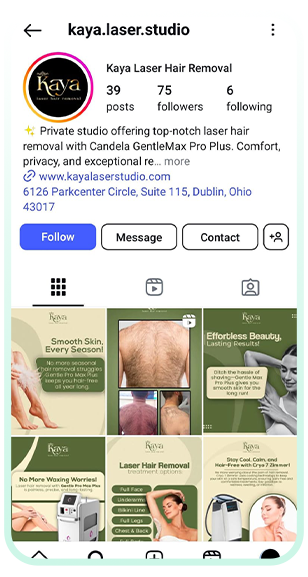 kaya.laser.studio
Kaya
laser hair removal
Kaya Laser Hair Removal
39 75 6
posts followers following
✨ Private studio offering top-notch laser hair
removal with Candela GentleMax Pro Plus. Comfort,
privacy, and exceptional re... more
www.kayalaserstudio.com
6126 Parkcenter Circle, Suite 115, Dublin, Ohio
43017
Follow Message Contact
Kaya
Smooth Skin,
Every Season!
No more seasonal
hair removal struggles
Gentle Pro Max Plus
keeps you hair-free
all year long.
Kaya
Effortless Beauty,
Lasting Results!
Ditch the hassle of
shaving—Gentle Max
Pro Plus gives you
smooth skin for the
long run!
Kaya
No More Waxing Worries!
Kaya
Laser Hair Removal
treatment options
Full Face
Underarm
Bikini Line
Full Legs
Chest & Back
Kaya
Stay Cool, Calm, and
Hair-Free with Cryo 7 Zimmer!